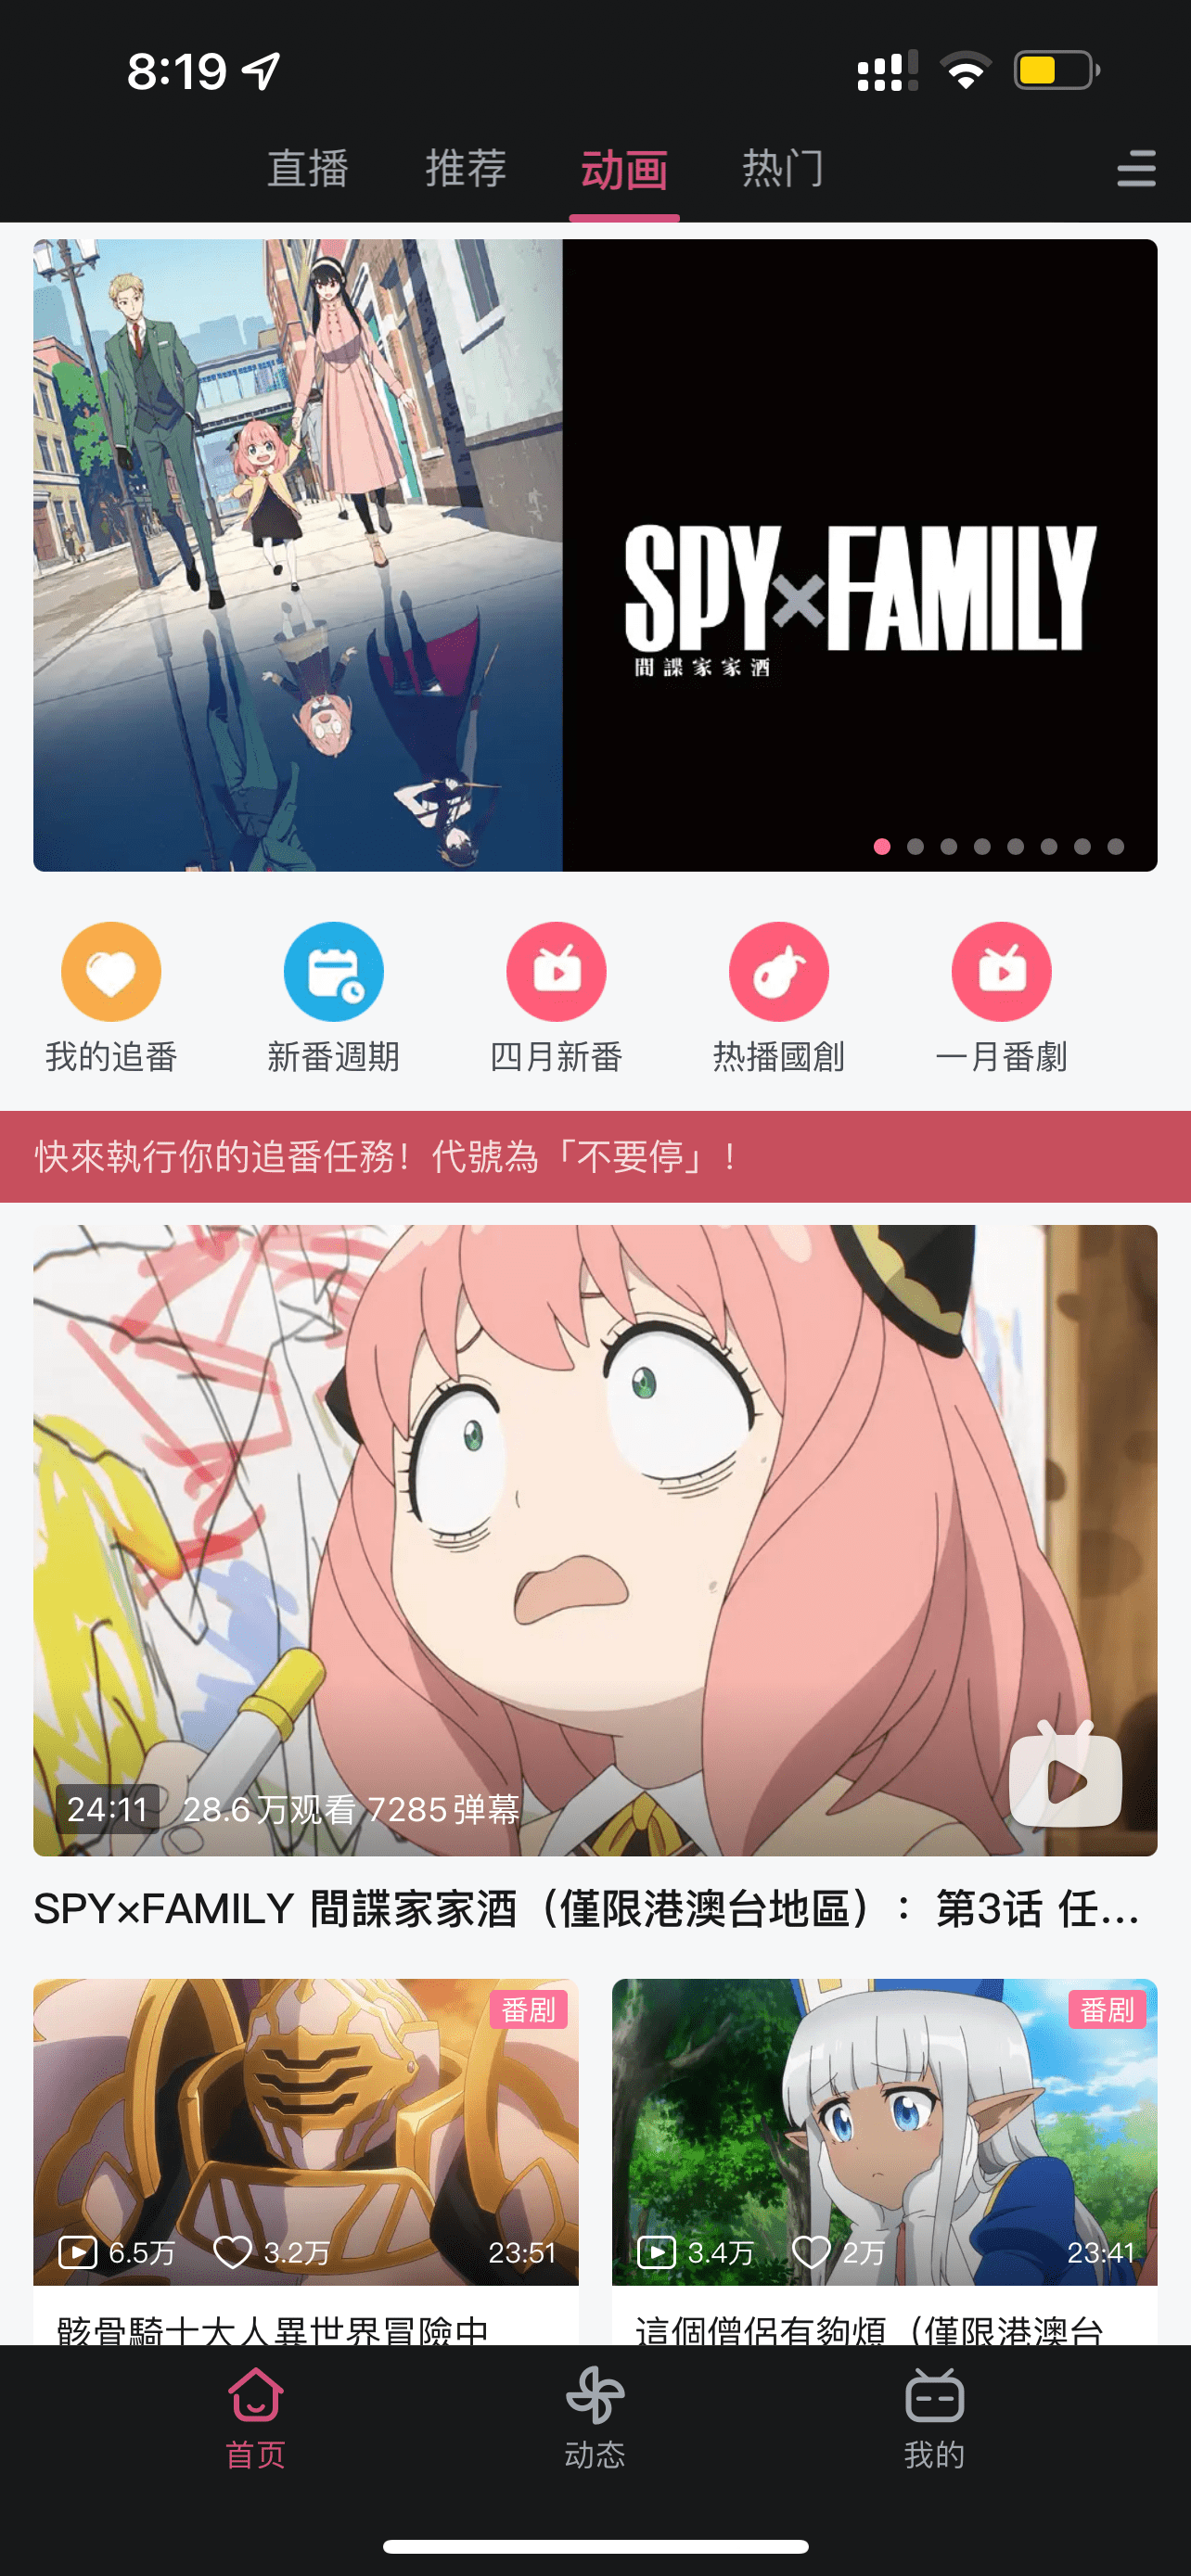 8:19
直播 推荐 动画 热门
SPY×FAMILY
間諜家家酒
我的追番 新番週期 四月新番 热播國創 一月番劇
快來執行你的追番任務！代號為「不要停」！
24:11 28.6万观看 7285弹幕
SPY×FAMILY 間諜家家酒（僅限港澳台地區）：第3话 任...
番剧 番剧
6.5万 3.2万 23:51 3.4万 2万 23:41
骸骨騎士大人異世界冒險中 這個僧侶有夠煩（僅限港澳台
首页 动态 我的